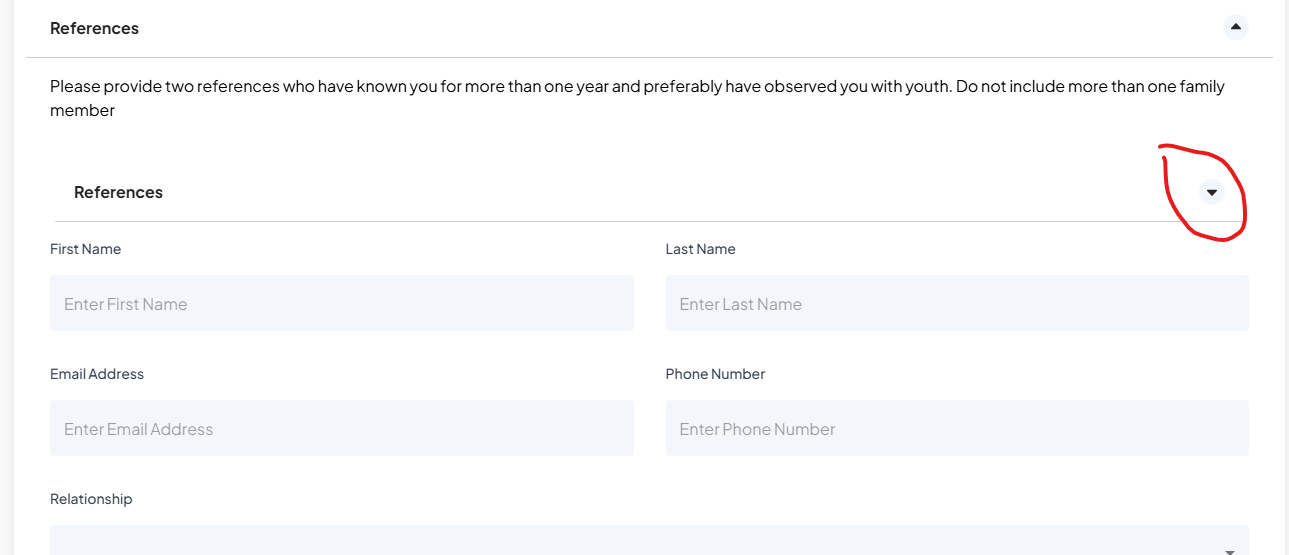 References
Please provide two references who have known you for more than one year and preferably have observed you with youth. Do not include more than one family
member
References
First Name
Last Name
Enter First Name
Enter Last Name
Email Address
Phone Number
Enter Email Address
Enter Phone Number
Relationship